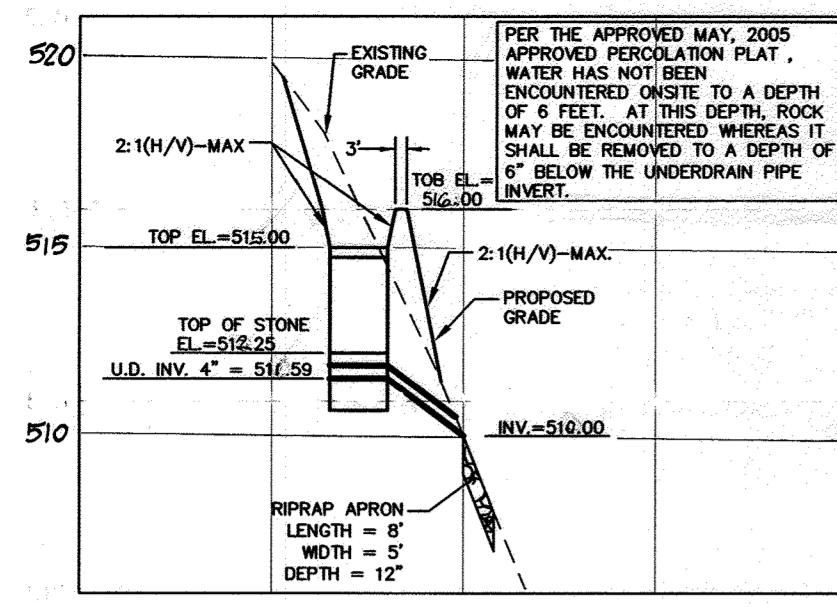 520
EXISTING
GRADE
PER THE APPROVED MAY, 2005
APPROVED PERCOLATION PLAT ,
WATER HAS NOT BEEN
ENCOUNTERED ONSITE TO A DEPTH
OF 6 FEET. AT THIS DEPTH, ROCK
MAY BE ENCOUNTERED WHEREAS IT
SHALL BE REMOVED TO A DEPTH OF
6" BELOW THE UNDERDRAIN PIPE
INVERT.
2:1(H/V)-MAX
3'
TOB EL.=
516.00
515
TOP EL.=515.00
2:1(H/V)-MAX.
PROPOSED
GRADE
TOP OF STONE
EL.=512.25
U.D. INV. 4" = 511.59
510
INV.=510.00
RIPRAP APRON
LENGTH = 8'
WIDTH = 5'
DEPTH = 12"